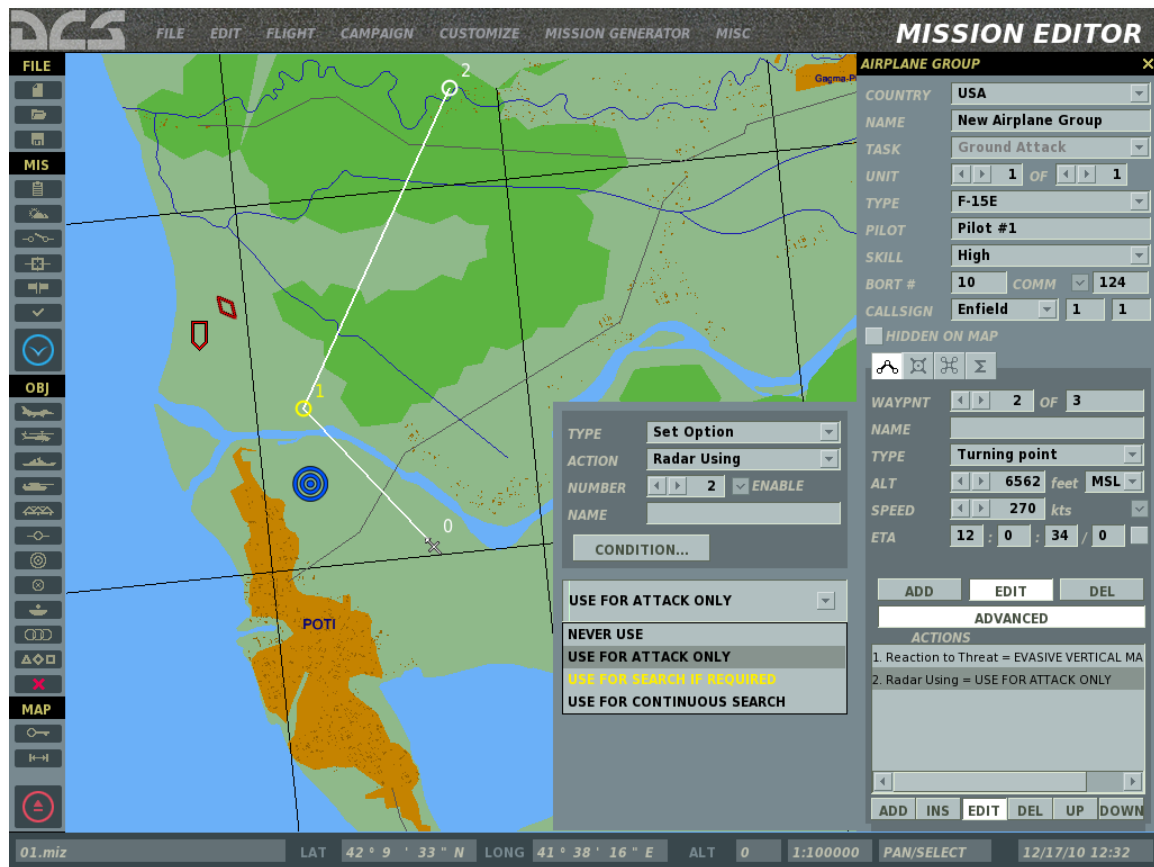 DCS
FILE EDIT FLIGHT CAMPAIGN CUSTOMIZE MISSION GENERATOR MISC
MISSION EDITOR
FILE
MIS
OBJ
MAP
2
1
0
POTI
AIRPLANE GROUP
COUNTRY USA
NAME New Airplane Group
TASK Ground Attack
UNIT 1 OF 1
TYPE F-15E
PILOT Pilot #1
SKILL High
BORT # 10 COMM 124
CALLSIGN Enfield 1 1
HIDDEN ON MAP
WAYPNT 2 OF 3
NAME
TYPE Turning point
ALT 6562 feet MSL
SPEED 270 kts
ETA 12 : 0 : 34 / 0
ADD EDIT DEL
ADVANCED
ACTIONS
1. Reaction to Threat = EVASIVE VERTICAL MA
2. Radar Using = USE FOR ATTACK ONLY
ADD INS EDIT DEL UP DOWN
TYPE Set Option
ACTION Radar Using
NUMBER 2 ENABLE
NAME
CONDITION...
USE FOR ATTACK ONLY
NEVER USE
USE FOR ATTACK ONLY
USE FOR SEARCH IF REQUIRED
USE FOR CONTINUOUS SEARCH
01.miz LAT 42 ° 9 ' 33 " N LONG 41 ° 38 ' 16 " E ALT 0 1:100000 PAN/SELECT 12/17/10 12:32